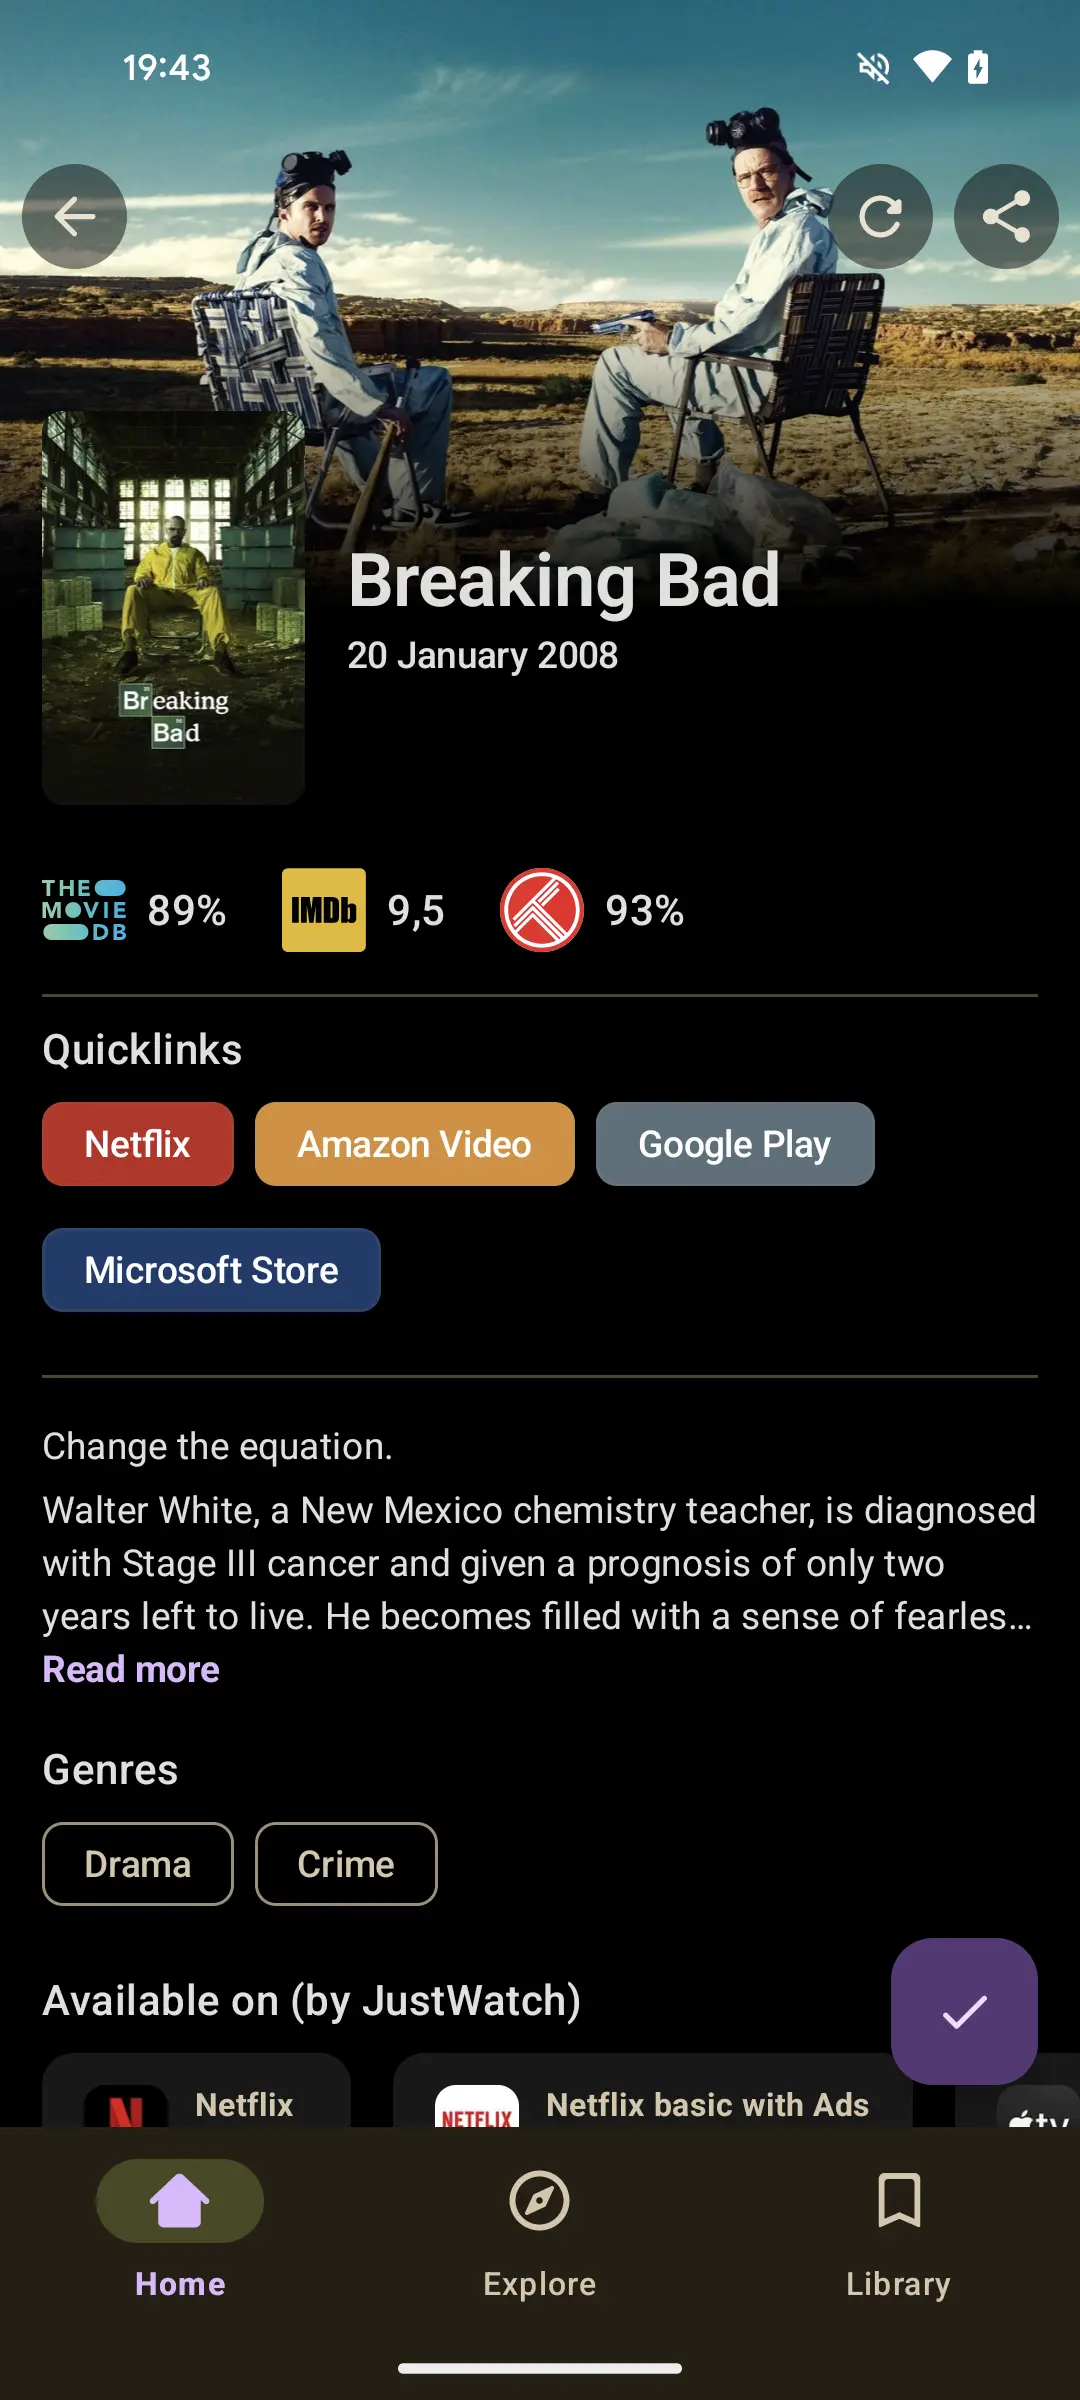 19:43
Breaking
Bad
Breaking Bad
20 January 2008
THE
MOVIE
DB
89%
IMDb
9,5
93%
Quicklinks
Netflix
Amazon Video
Google Play
Microsoft Store
Change the equation.
Walter White, a New Mexico chemistry teacher, is diagnosed
with Stage III cancer and given a prognosis of only two
years left to live. He becomes filled with a sense of fearles…
Read more
Genres
Drama
Crime
Available on (by JustWatch)
N
Netflix
NETFLIX
Netflix basic with Ads
tv
Home
Explore
Library